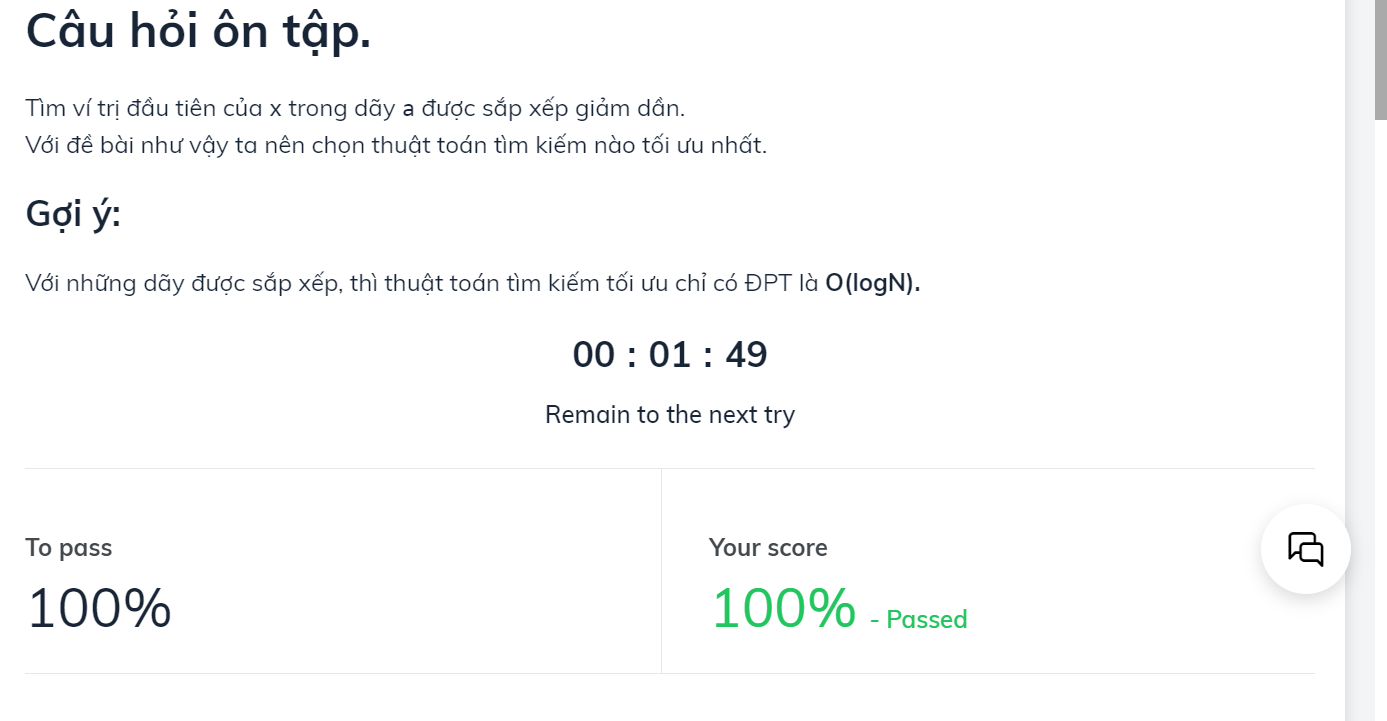 Câu hỏi ôn tập.
Tìm ví trị đầu tiên của x trong dãy a được sắp xếp giảm dần.
Với đề bài như vậy ta nên chọn thuật toán tìm kiếm nào tối ưu nhất.
Gợi ý:
Với những dãy được sắp xếp, thì thuật toán tìm kiếm tối ưu chỉ có ĐPT là O(logN).
00 : 01 : 49
Remain to the next try
To pass
100%
Your score
100% - Passed